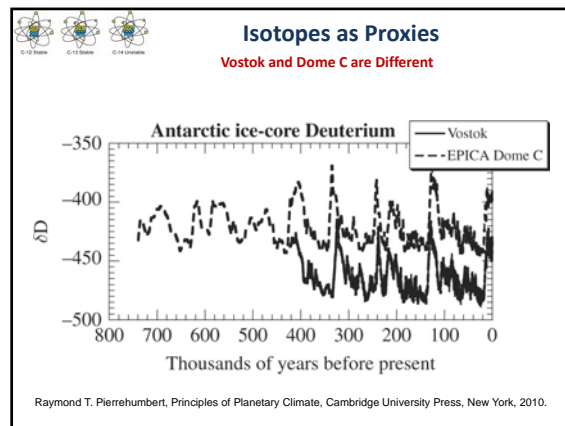 Isotopes as Proxies
C-12 Stable C-13 Stable C-14 Unstable
Vostok and Dome C are Different
Antarctic ice-core Deuterium
Vostok
EPICA Dome C
−350
−400
−450
−500
δD
800 700 600 500 400 300 200 100 0
Thousands of years before present
Raymond T. Pierrehumbert, Principles of Planetary Climate, Cambridge University Press, New York, 2010.